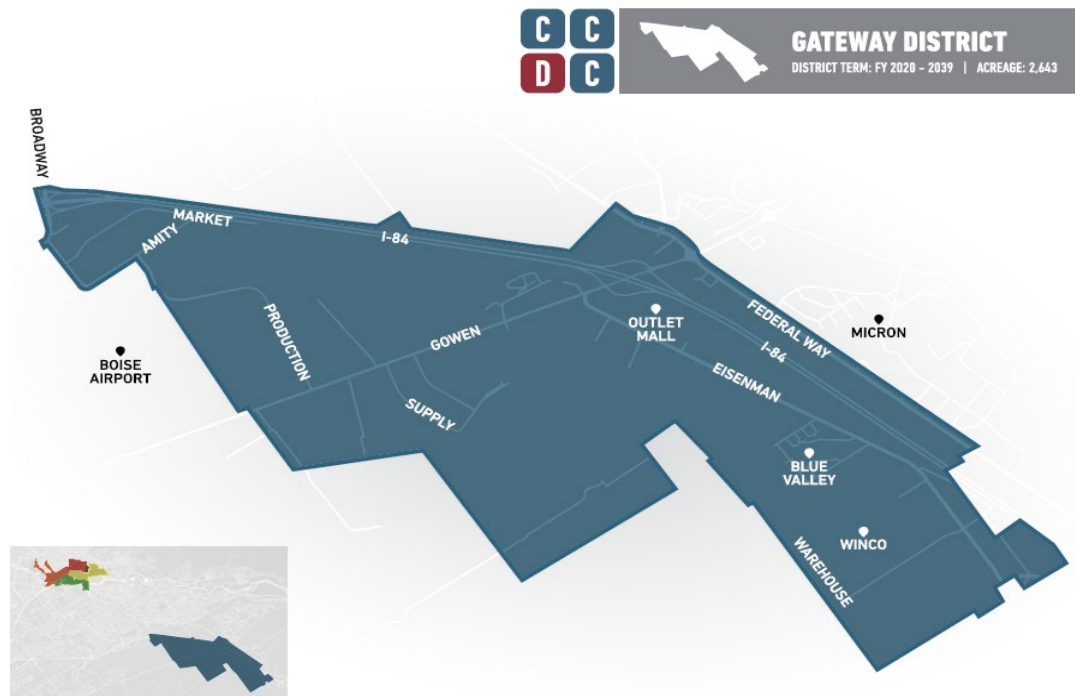 C C
D C
GATEWAY DISTRICT
DISTRICT TERM: FY 2020 - 2039 | ACREAGE: 2,643
BROADWAY
MARKET
AMITY
I-84
PRODUCTION
GOWEN
SUPPLY
OUTLET
MALL
FEDERAL WAY
I-84
MICRON
EISENMAN
BOISE
AIRPORT
BLUE
VALLEY
WINCO
WAREHOUSE